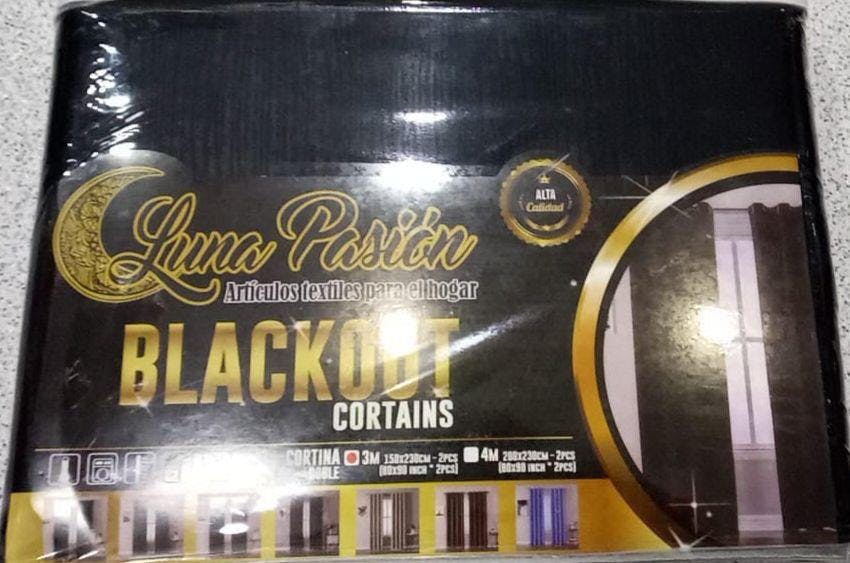 Luna Pasión
Artículos textiles para el hogar
ALTA
Calidad
BLACKOUT
CORTAINS
CORTINA
DOBLE
3M 150x230CM - 2PCS
(60x90 INCH * 2PCS)
4M 200x230CM - 2PCS
(80x90 INCH * 2PCS)